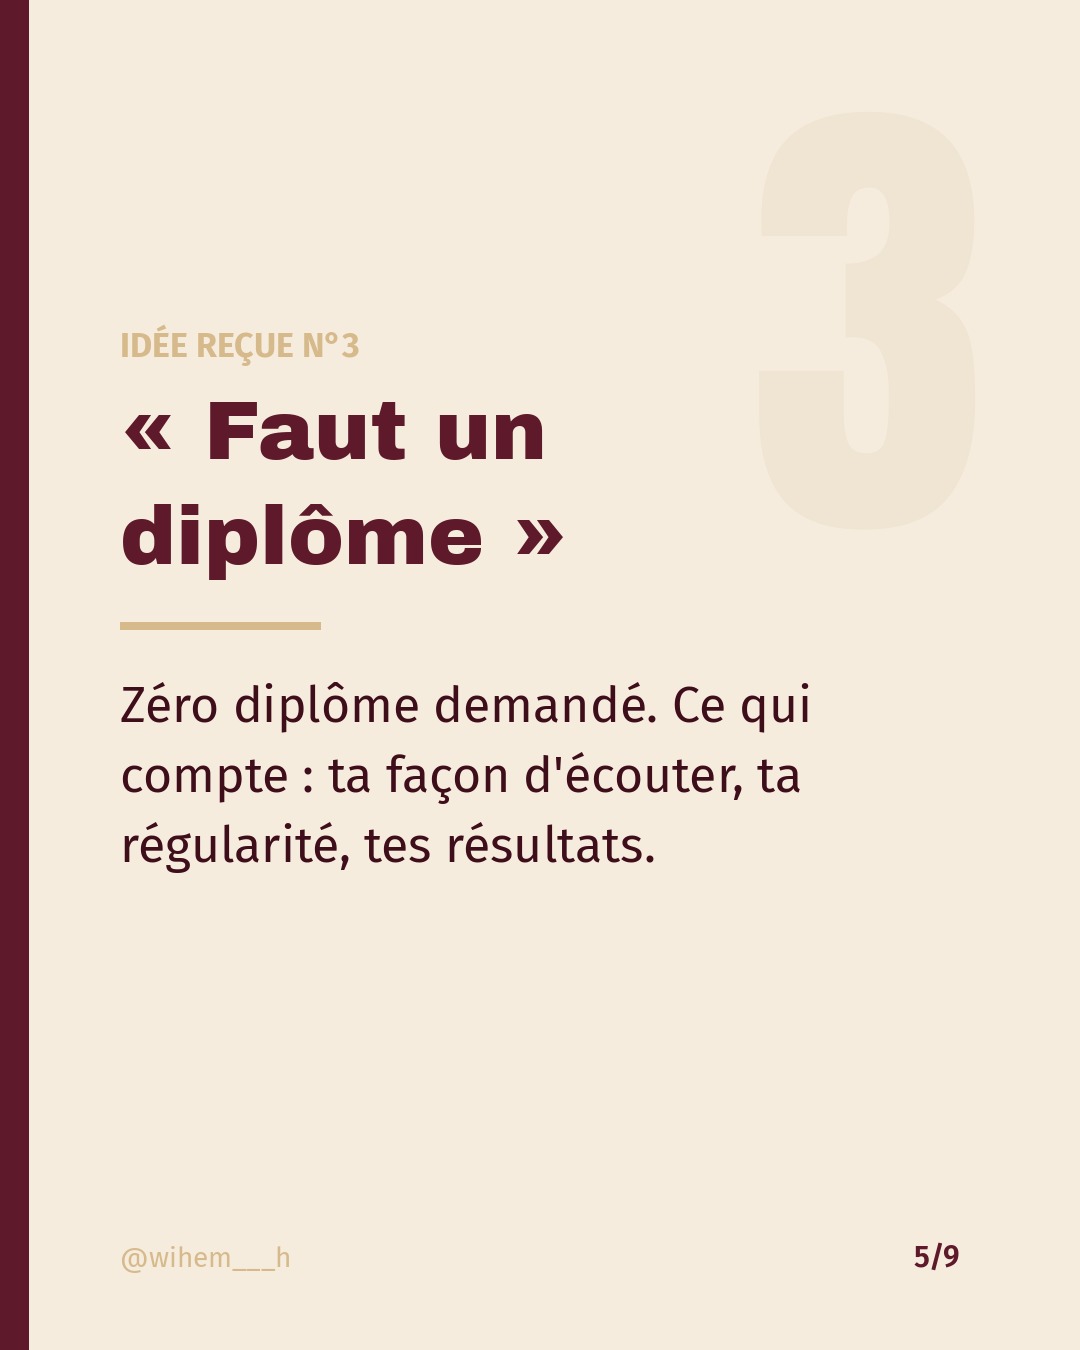 3
IDÉE REÇUE N°3
« Faut un
diplôme »
Zéro diplôme demandé. Ce qui
compte : ta façon d'écouter, ta
régularité, tes résultats.
@wihem___h
5/9